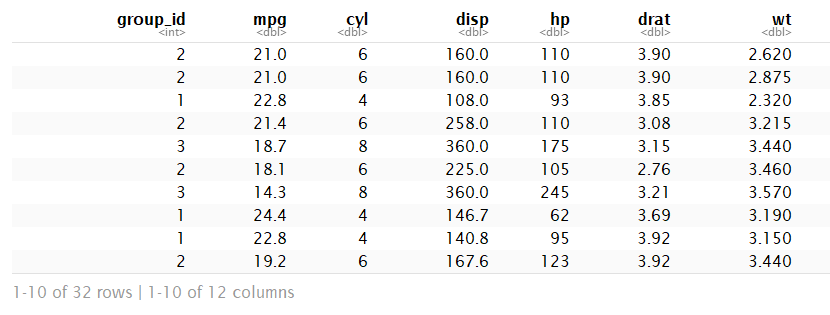 group_id mpg cyl disp hp drat wt
<int> <dbl> <dbl> <dbl> <dbl> <dbl> <dbl>
2 21.0 6 160.0 110 3.90 2.620
2 21.0 6 160.0 110 3.90 2.875
1 22.8 4 108.0 93 3.85 2.320
2 21.4 6 258.0 110 3.08 3.215
3 18.7 8 360.0 175 3.15 3.440
2 18.1 6 225.0 105 2.76 3.460
3 14.3 8 360.0 245 3.21 3.570
1 24.4 4 146.7 62 3.69 3.190
1 22.8 4 140.8 95 3.92 3.150
2 19.2 6 167.6 123 3.92 3.440
1-10 of 32 rows | 1-10 of 12 columns